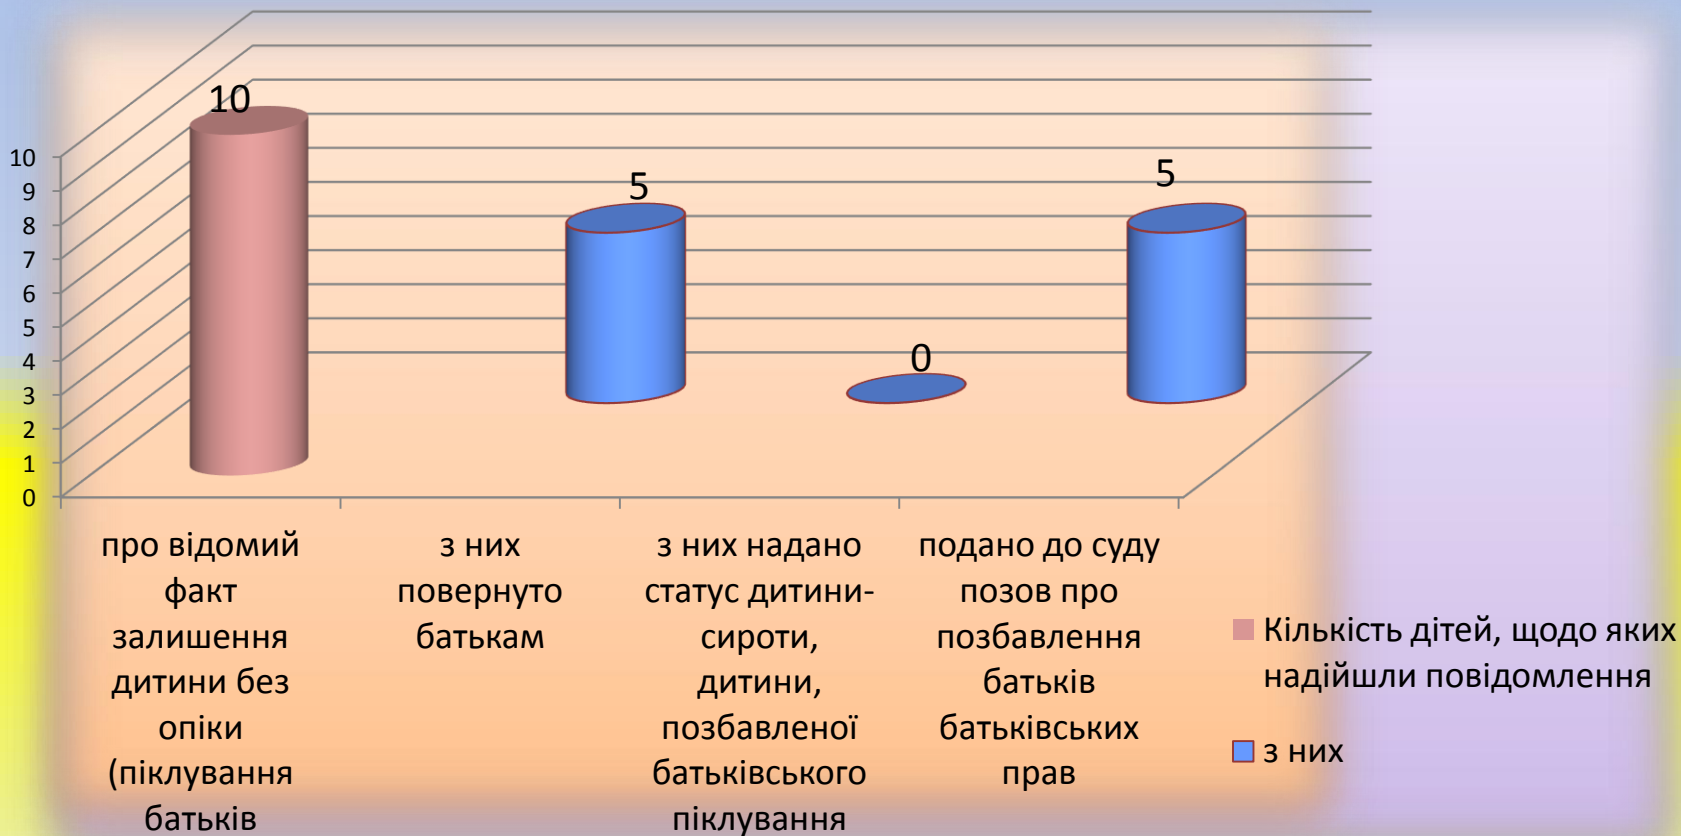 10
5
0
5
10
9
8
7
6
5
4
3
2
1
0
про відомий
факт
залишення
дитини без
опіки
(піклування
батьків
з них
повернуто
батькам
з них надано
статус дитини-
сироти,
дитини,
позбавленої
батьківського
піклування
подано до суду
позов про
позбавлення
батьків
батьківських
прав
Кількість дітей, щодо яких
надійшли повідомлення
з них